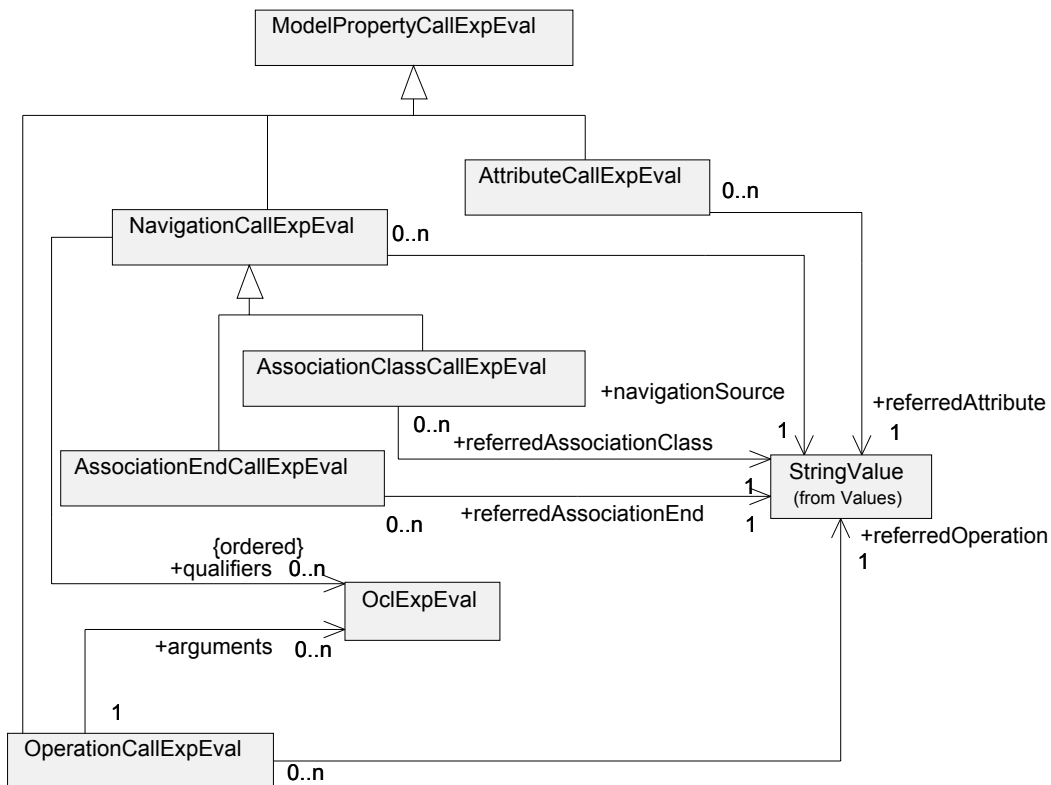 ModelPropertyCallExpEval
AttributeCallExpEval
0..n
NavigationCallExpEval
0..n
AssociationClassCallExpEval
+navigationSource
+referredAttribute
0..n
1
1
+referredAssociationClass
AssociationEndCallExpEval
StringValue
(from Values)
1
0..n
+referredAssociationEnd
1
{ordered}
+referredOperation
+qualifiers
0..n
1
OclExpEval
+arguments
0..n
1
OperationCallExpEval
0..n